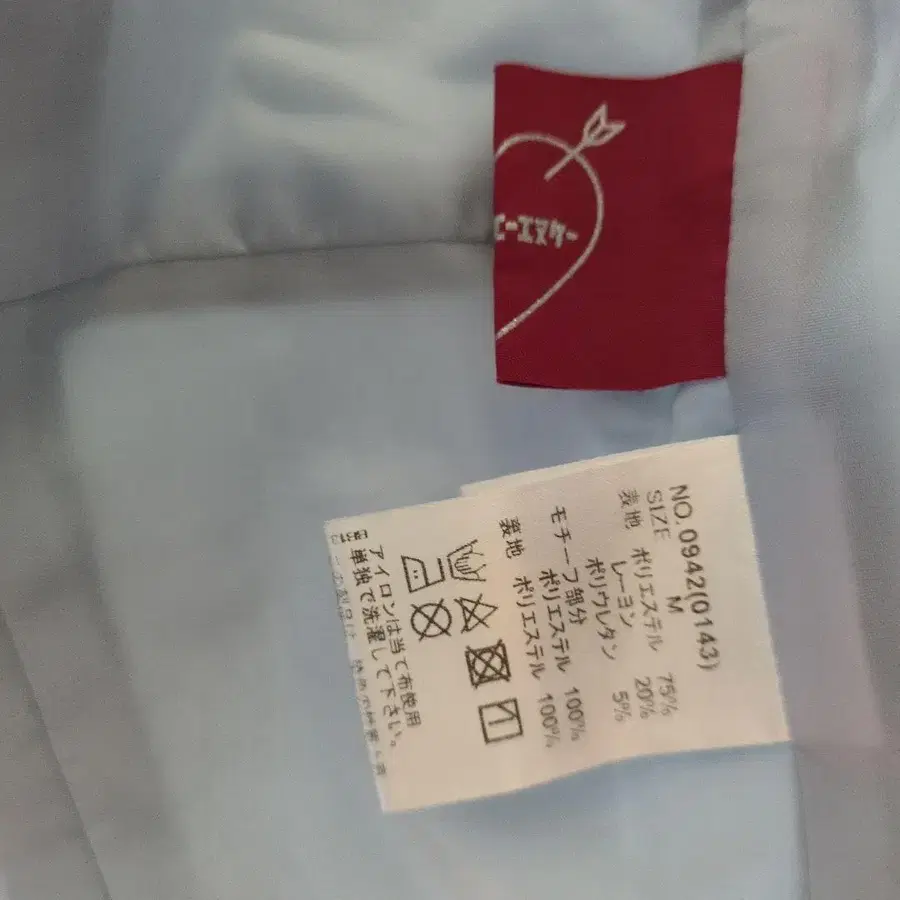 ーエスケー
NO.0942(0143)
SIZE M
表地 ポリエステル 75%
レーヨン 20%
ポリウレタン 5%
モチーフ部分
ポリエステル 100%
裏地 ポリエステル 100%
アイロンは当て布使用
単独で洗濯して下さい。